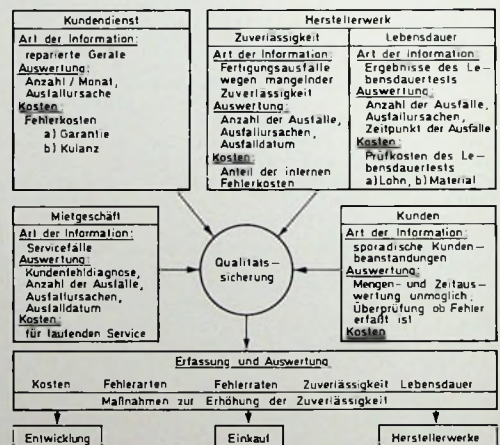 Kundendienst
Art der Information:
reparierte Geräte
Auswertung:
Anzahl / Monat,
Ausfallursache
Kosten:
Fehlerkosten
a) Garantie
b) Kulanz
Herstellerwerk
Zuverlässigkeit
Art der Information:
Fertigungsausfälle
wegen mangelnder
Zuverlässigkeit
Auswertung:
Anzahl der Ausfälle,
Ausfallursachen,
Ausfalldatum
Kosten:
Anteil der internen
Fehlerkosten
Lebensdauer
Art der Information:
Ergebnisse des Le-
bensdauertests
Auswertung:
Anzahl der Ausfälle,
Ausfallursachen,
Zeitpunkt der Ausfälle
Kosten:
Prüfkosten des Le-
bensdauertests
a) Lohn, b) Material
Mietgeschäft
Art der Information:
Servicefälle
Auswertung:
Kundenfehldiagnose,
Anzahl der Ausfälle,
Ausfallursachen,
Ausfalldatum
Kosten:
für laufenden Service
Qualitäts-
sicherung
Kunden
Art der Information:
sporadische Kunden-
beanstandungen
Auswertung:
Mengen- und Zeitaus-
wertung unmöglich,
Überprüfung ob Fehler
erfaßt ist
Kosten
Erfassung und Auswertung
Kosten Fehlerarten Fehlerraten Zuverlässigkeit Lebensdauer
Maßnahmen zur Erhöhung der Zuverlässigkeit
Entwicklung Einkauf Herstellerwerke